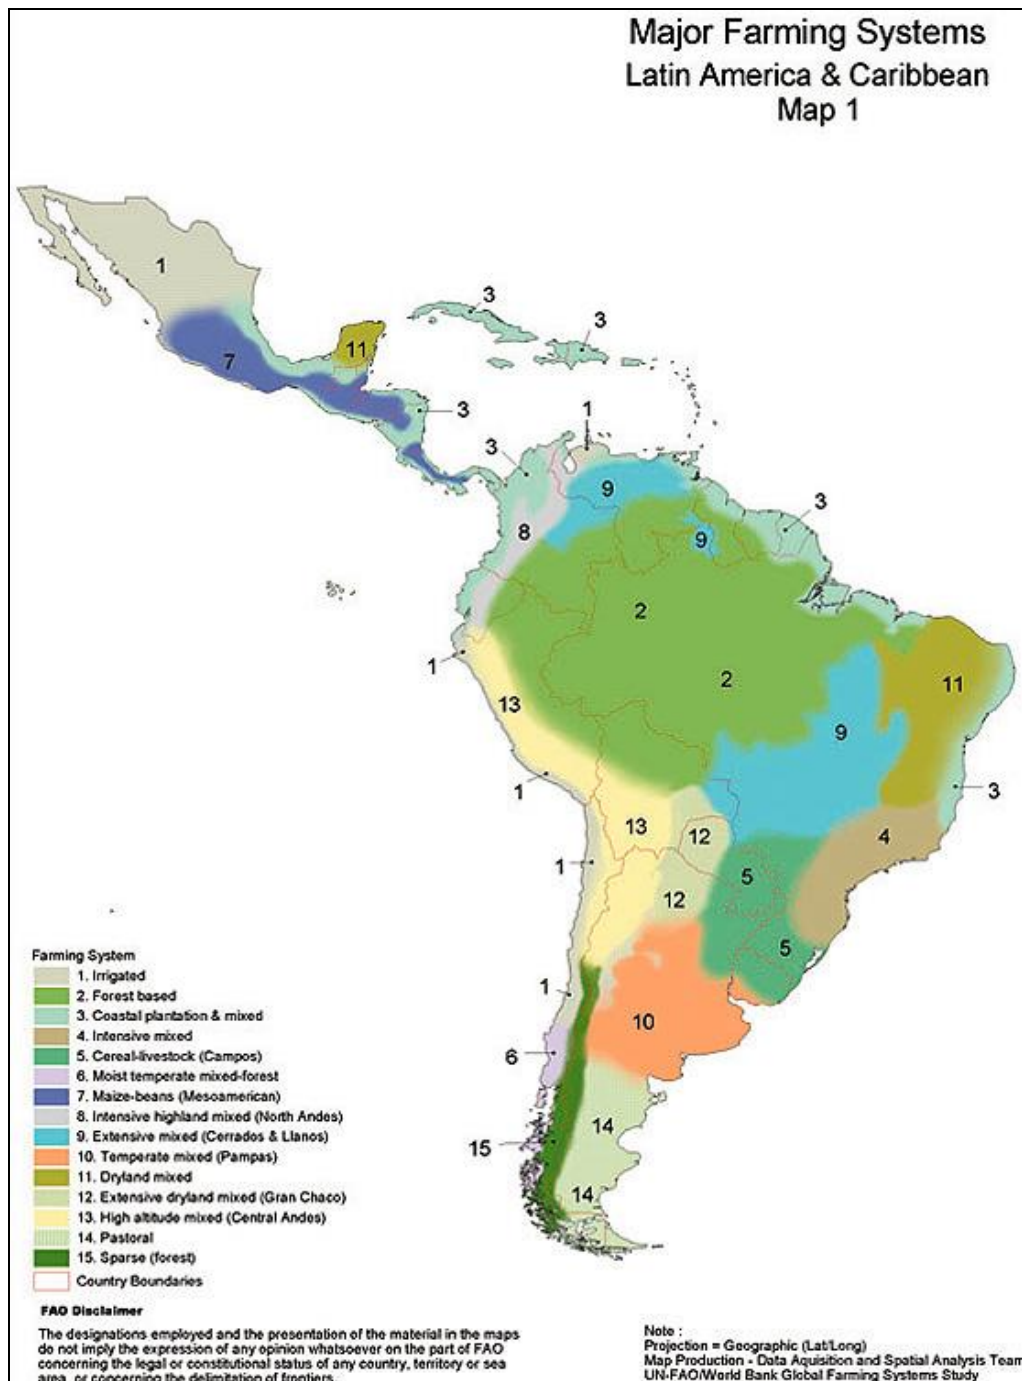 Major Farming Systems
Latin America & Caribbean
Map 1
1
3
3
11
7
3
1
3
9
3
8
9
2
1
2
11
13
9
1
3
13
12
4
1
5
12
5
1
10
6
14
15
14
Farming System
1. Irrigated
2. Forest based
3. Coastal plantation & mixed
4. Intensive mixed
5. Cereal-livestock (Campos)
6. Moist temperate mixed-forest
7. Maize-beans (Mesoamerican)
8. Intensive highland mixed (North Andes)
9. Extensive mixed (Cerrados & Llanos)
10. Temperate mixed (Pampas)
11. Dryland mixed
12. Extensive dryland mixed (Gran Chaco)
13. High altitude mixed (Central Andes)
14. Pastoral
15. Sparse (forest)
Country Boundaries
FAO Disclaimer
The designations employed and the presentation of the material in the maps
do not imply the expression of any opinion whatsoever on the part of FAO
concerning the legal or constitutional status of any country, territory or sea
area, or concerning the delimitation of frontiers.
Note :
Projection = Geographic (Lat/Long)
Map Production - Data Aquisition and Spatial Analysis Team
UN-FAO/World Bank Global Farming Systems Study